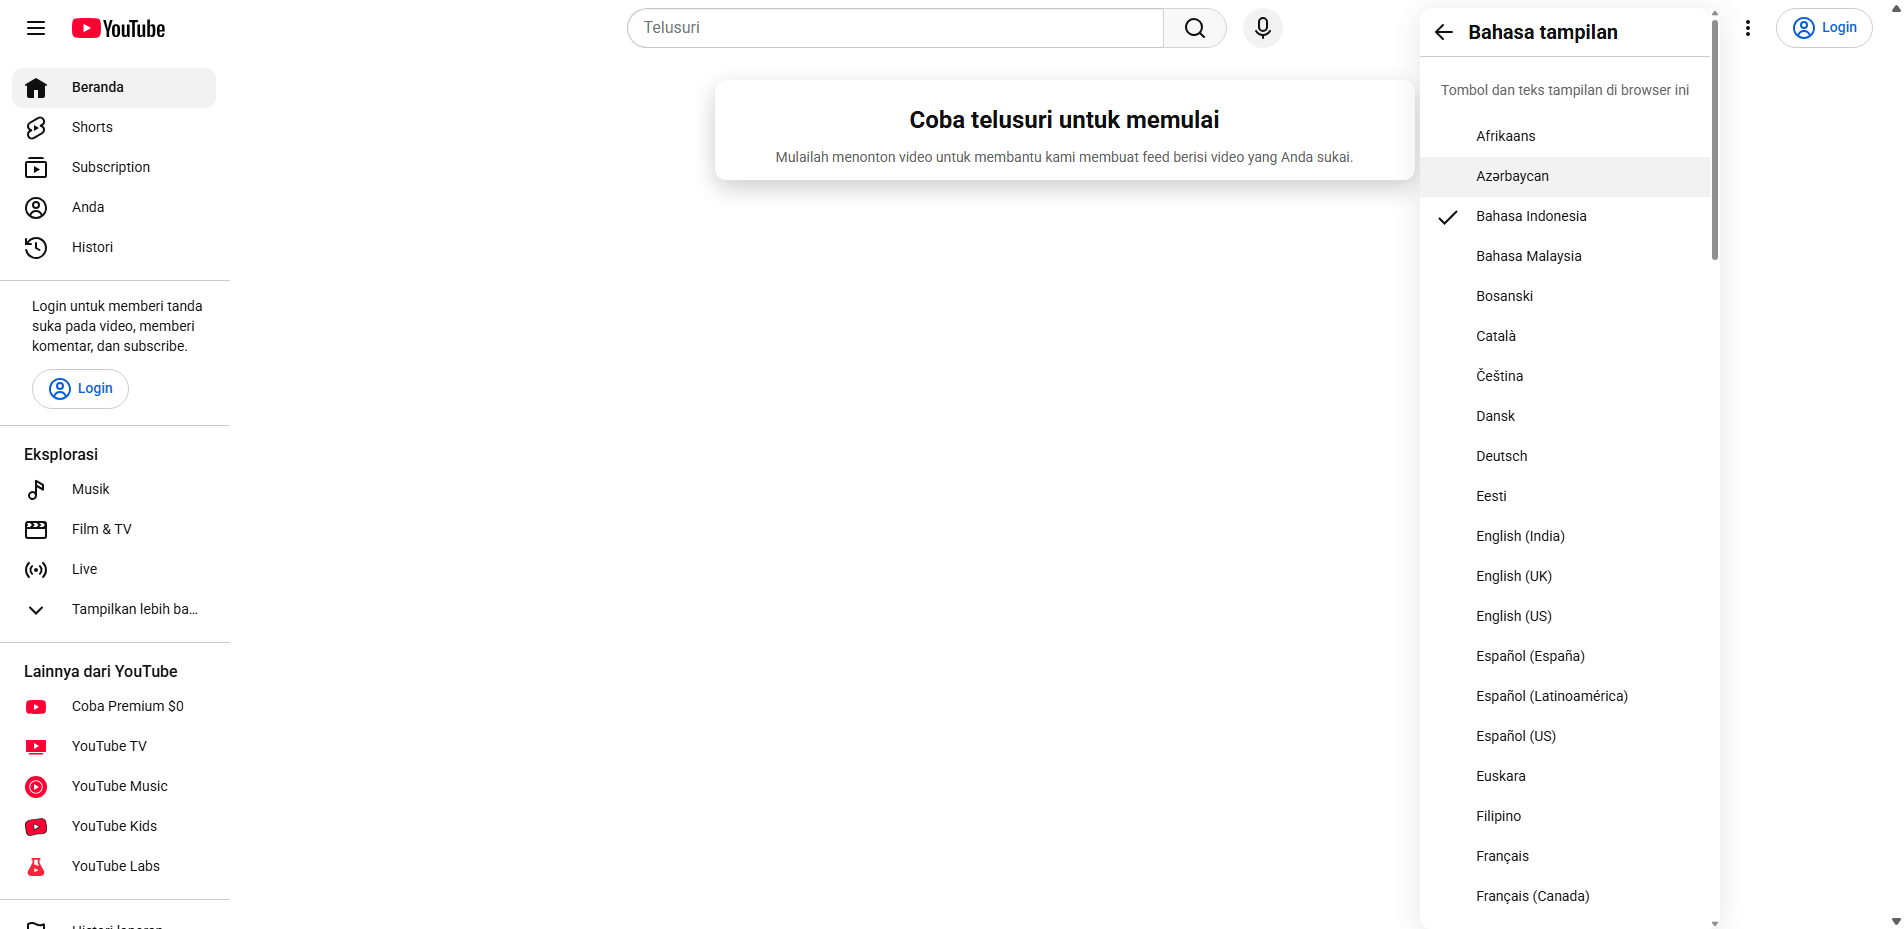 YouTube
Telusuri
Login
Beranda
Shorts
Subscription
Anda
Histori
Login untuk memberi tanda
suka pada video, memberi
komentar, dan subscribe.
Login
Eksplorasi
Musik
Film & TV
Live
Tampilkan lebih ba...
Lainnya dari YouTube
Coba Premium $0
YouTube TV
YouTube Music
YouTube Kids
YouTube Labs
Coba telusuri untuk memulai
Mulailah menonton video untuk membantu kami membuat feed berisi video yang Anda sukai.
Bahasa tampilan
Tombol dan teks tampilan di browser ini
Afrikaans
Azərbaycan
Bahasa Indonesia
Bahasa Malaysia
Bosanski
Català
Čeština
Dansk
Deutsch
Eesti
English (India)
English (UK)
English (US)
Español (España)
Español (Latinoamérica)
Español (US)
Euskara
Filipino
Français
Français (Canada)